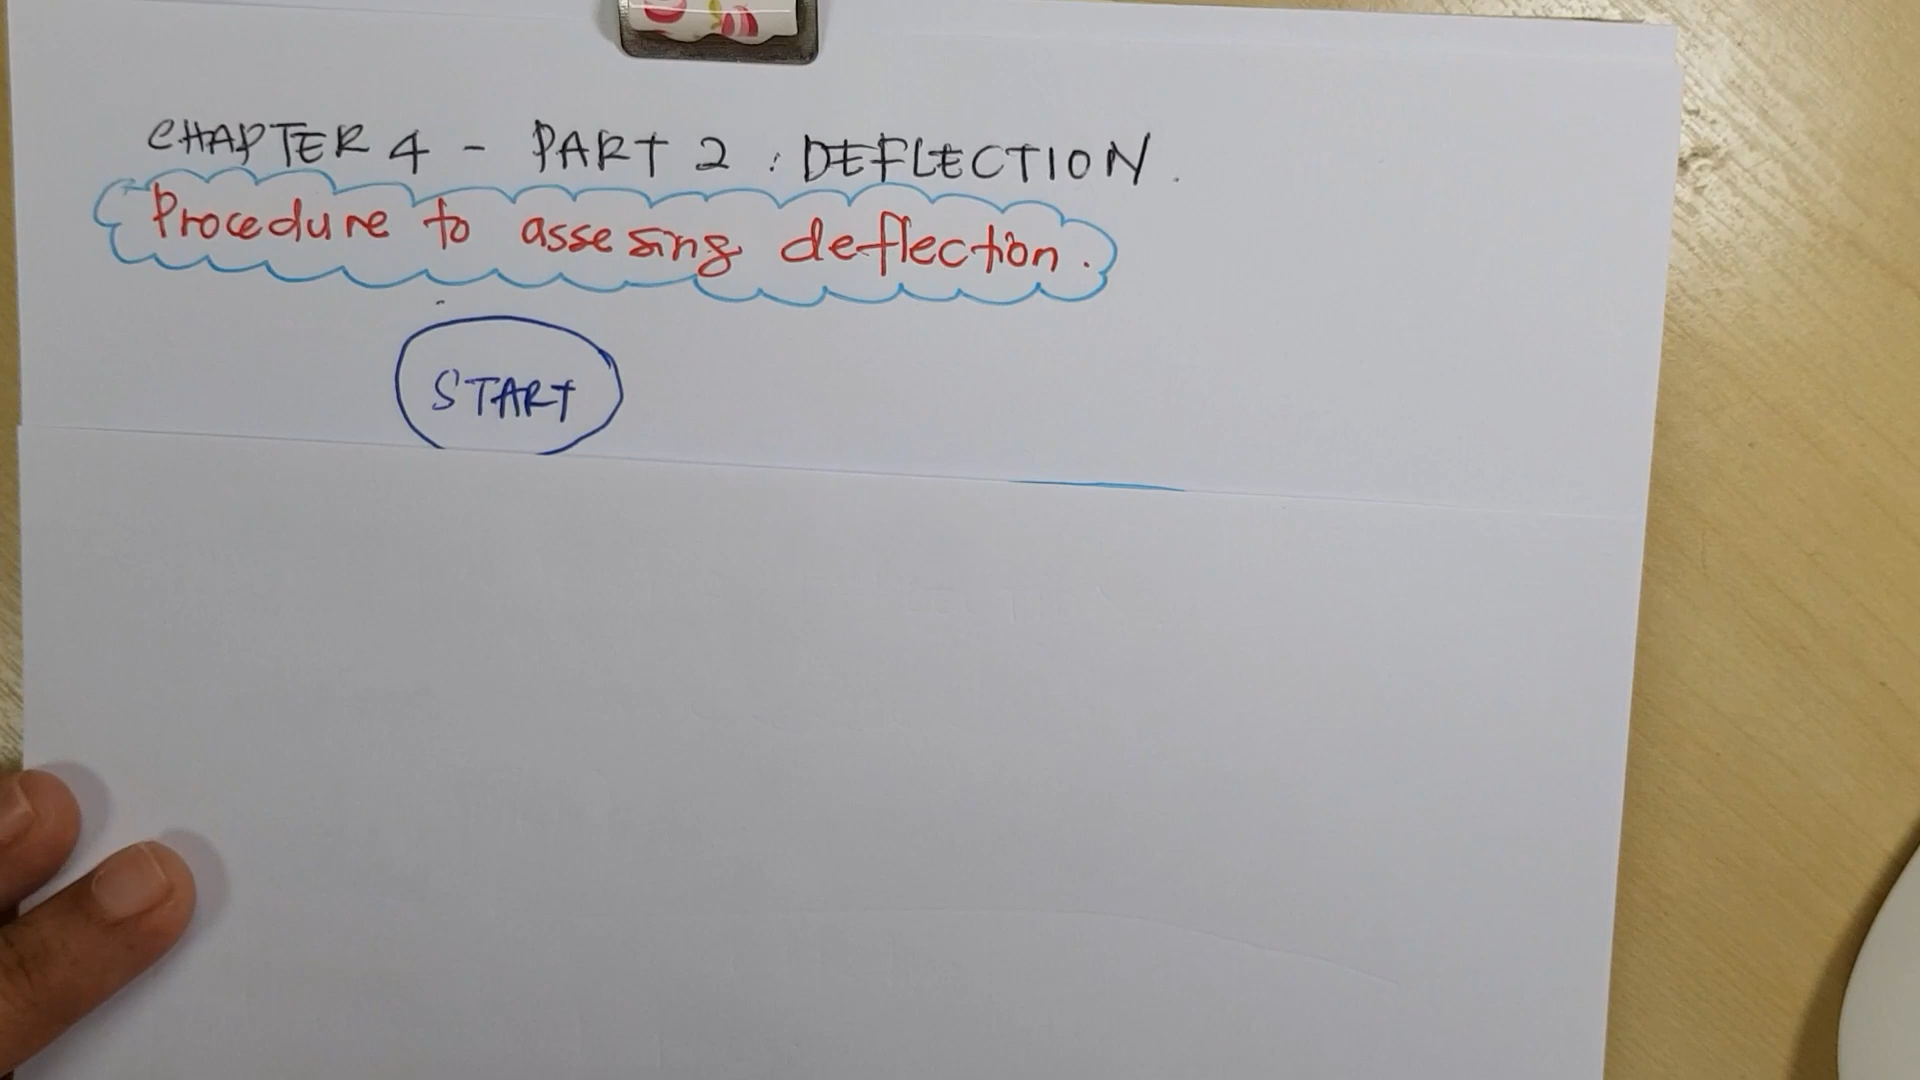 CHAPTER 4 - PART 2 : DEFLECTION.
Procedure to assesing deflection.
START